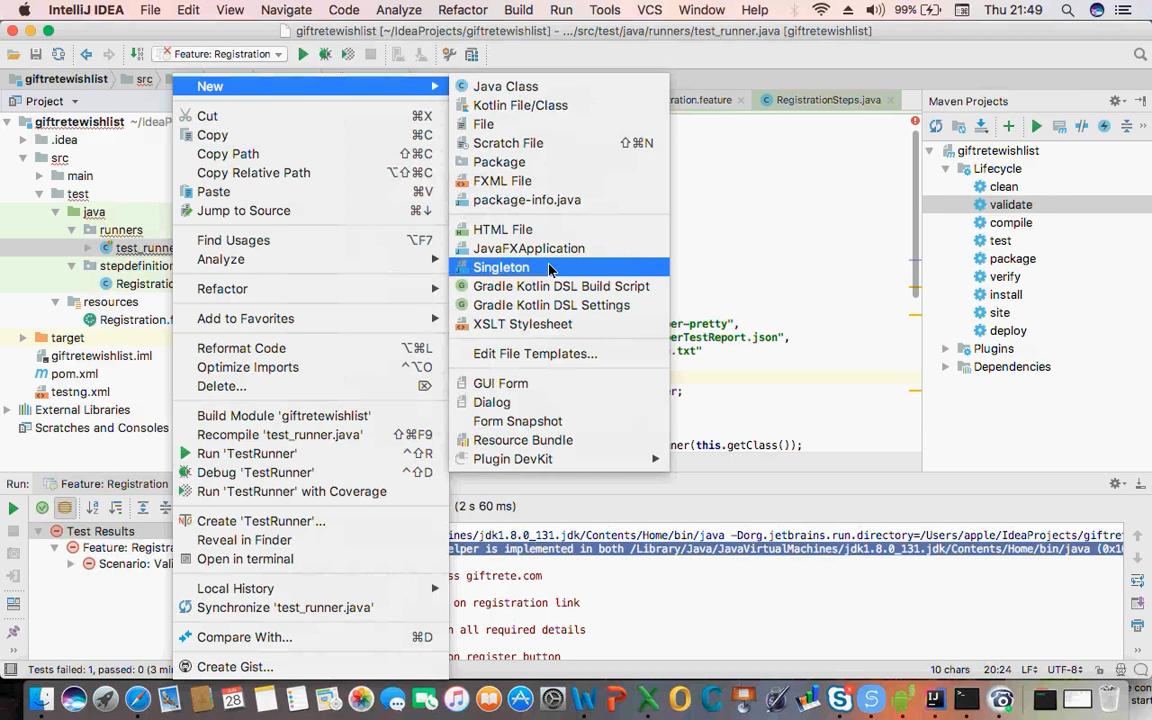 IntelliJ IDEA File Edit View Navigate Code Analyze Refactor Build Run Tools VCS Window Help 99% Thu 21:49
giftretewishlist [~/IdeaProjects/giftretewishlist] - .../src/test/java/runners/test_runner.java [giftretewishlist]
Feature: Registration
giftretewishlist src
Project
ration.feature
RegistrationSteps.java
Maven Projects
giftretewishlist ~/IdeaP
.idea
src
main
test
java
runners
test_runne
stepdefinition
Registratio
resources
Registration.f
target
giftretewishlist.iml
pom.xml
testng.xml
External Libraries
Scratches and Consoles
New
Cut ⌘X
Copy ⌘C
Copy Path ⇧⌘C
Copy Relative Path ⌥⇧⌘C
Paste ⌘V
Jump to Source ⌘↓
Find Usages ⌥F7
Analyze
Refactor
Add to Favorites
Reformat Code ⌥⌘L
Optimize Imports ^⌥O
Delete... ⌦
Build Module 'giftretewishlist'
Recompile 'test_runner.java' ⇧⌘F9
Run 'TestRunner' ^⇧R
Debug 'TestRunner' ^⇧D
Run 'TestRunner' with Coverage
Create 'TestRunner'...
Reveal in Finder
Open in terminal
Local History
Synchronize 'test_runner.java'
Compare With... ⌘D
Create Gist...
Java Class
Kotlin File/Class
File
Scratch File ⇧⌘N
Package
FXML File
package-info.java
HTML File
JavaFXApplication
Singleton
Gradle Kotlin DSL Build Script
Gradle Kotlin DSL Settings
XSLT Stylesheet
Edit File Templates...
GUI Form
Dialog
Form Snapshot
Resource Bundle
Plugin DevKit
er-pretty",
erTestReport.json",
.txt"
r;
ner(this.getClass());
giftretewishlist
Lifecycle
clean
validate
compile
test
package
verify
install
site
deploy
Plugins
Dependencies
Run: Feature: Registration
(2 s 60 ms)
Test Results
Feature: Registra
Scenario: Vali
nes/jdk1.8.0_131.jdk/Contents/Home/bin/java -Dorg.jetbrains.run.directory=/Users/apple/IdeaProjects/giftret
elper is implemented in both /Library/Java/JavaVirtualMachines/jdk1.8.0_131.jdk/Contents/Home/bin/java (0x10
ss giftrete.com
on registration link
n all required details
on register button
Tests failed: 1, passed: 0 (3 min
10 chars 20:24 LF÷ UTF-8÷